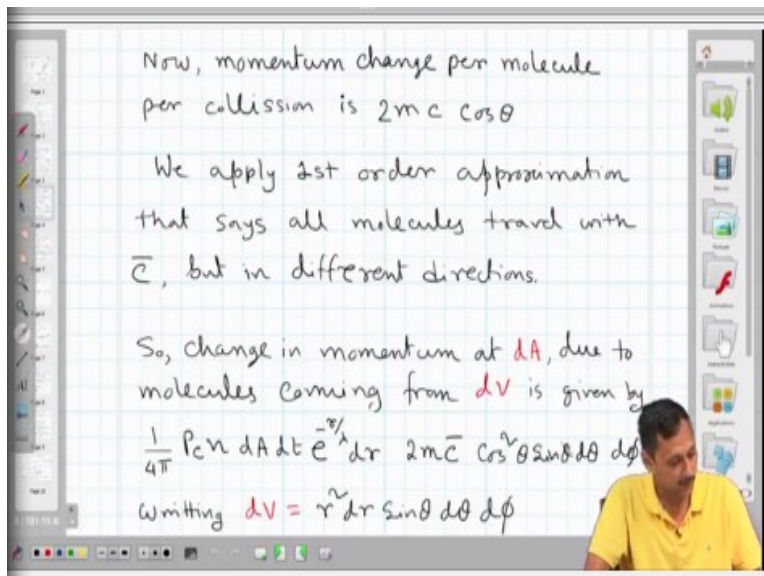 Now, momentum change per molecule
per collission is 2mc Cosθ
We apply 1st order approximation
that says all molecules travel with
c̅, but in different directions.
So, change in momentum at dA, due to
molecules coming from dV is given by
1/4π P_c n dA dt e^(-r/λ) dr 2m c̅ Cos²θ Sinθ dθ dϕ
writting dV = r² dr Sinθ dθ dϕ